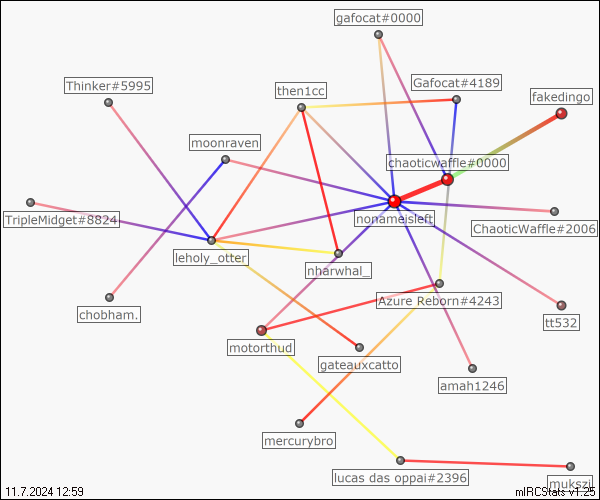 gafocat#0000
Thinker#5995
Gafocat#4189
then1cc
fakedingo
moonraven
chaoticwaffle#0000
TripleMidget#8824
nonameisleft
ChaoticWaffle#2006
leholy_otter
nharwhal_
Azure Reborn#4243
chobham.
tt532
motorthud
gateauxcatto
amah1246
mercurybro
lucas das oppai#2396
mukszi
11.7.2024 12:59
mIRCStats v1.25